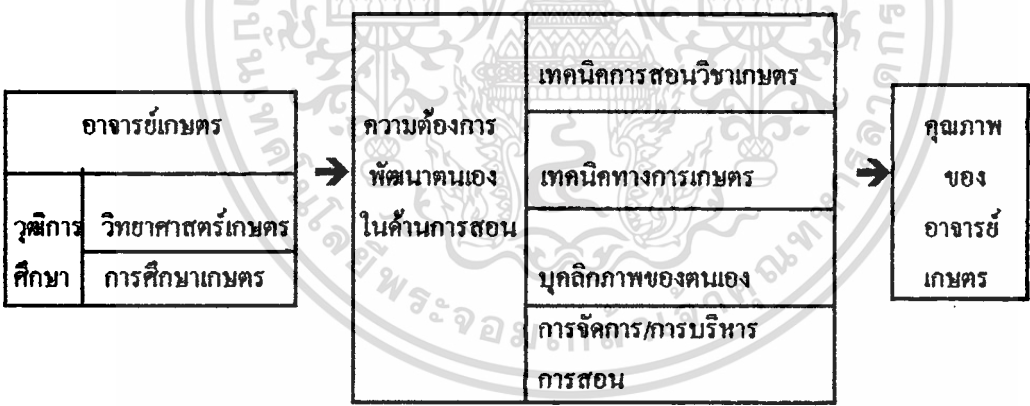 อาจารย์เกษตร
วุฒิการ
ศึกษา
วิทยาศาสตร์เกษตร
การศึกษาเกษตร
ความต้องการ
พัฒนาตนเอง
ในด้านการสอน
เทคนิคการสอนวิชาเกษตร
เทคนิคทางการเกษตร
บุคลิกภาพของตนเอง
การจัดการ/การบริหาร
การสอน
คุณภาพ
ของ
อาจารย์
เกษตร